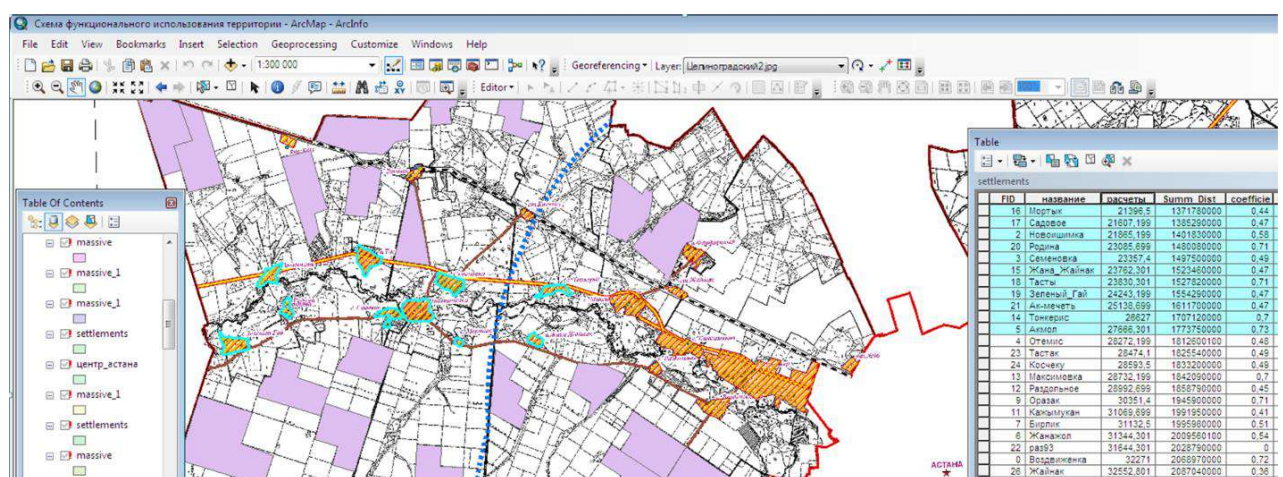 Схема функционального использования территории - ArcMap - ArcInfo
File Edit View Bookmarks Insert Selection Geoprocessing Customize Windows Help
1:300 000 Georeferencing Layer: Целиноградский2.jpg
Editor 100%
Table
settlements
FID название расчеты Summ_Dist coefficie
16 Мортык 21396,5 1371780000 0,44
17 Садовое 21607,199 1385290000 0,47
2 Новоишимка 21865,199 1401830000 0,58
20 Родина 23085,699 1480080000 0,71
3 Семеновка 23357,4 1497500000 0,49
15 Жана_Жайнак 23762,301 1523460000 0,47
18 Тасты 23830,301 1527820000 0,71
19 Зеленый_Гай 24243,199 1554290000 0,47
21 Ак-мечеть 25138,699 1611700000 0,47
14 Тонкерис 26627 1707120000 0,7
5 Акмол 27666,301 1773750000 0,73
4 Отемис 28272,199 1812600100 0,48
23 Тастак 28474,1 1825540000 0,49
24 Косчеку 28593,5 1833200000 0,49
13 Максимовка 28732,199 1842090000 0,7
12 Раздольное 28992,699 1858790000 0,45
9 Оразак 30351,4 1945900000 0,71
11 Кажымукан 31069,699 1991950000 0,41
7 Бирлик 31132,5 1995980000 0,51
6 Жанажол 31344,301 2009560100 0,54
22 раз93 31644,301 2028790000 0
0 Воздвиженка 32271 2068970000 0,72
26 Жайнак 32552,801 2087040000 0,36
Table Of Contents
massive
massive_1
massive_1
settlements
центр_астана
massive_1
settlements
massive
АСТАНА